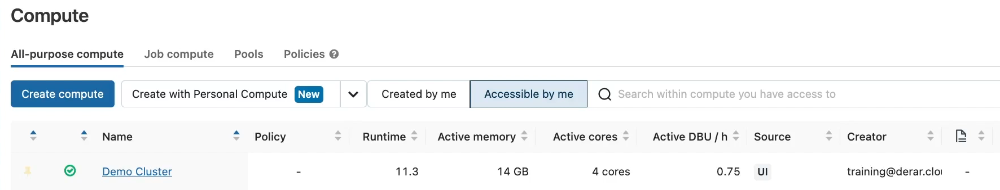 Compute
All-purpose compute Job compute Pools Policies
Create compute Create with Personal Compute New Created by me Accessible by me Search within compute you have access to
Name Policy Runtime Active memory Active cores Active DBU / h Source Creator
Demo Cluster - 11.3 14 GB 4 cores 0.75 UI training@derar.clo -